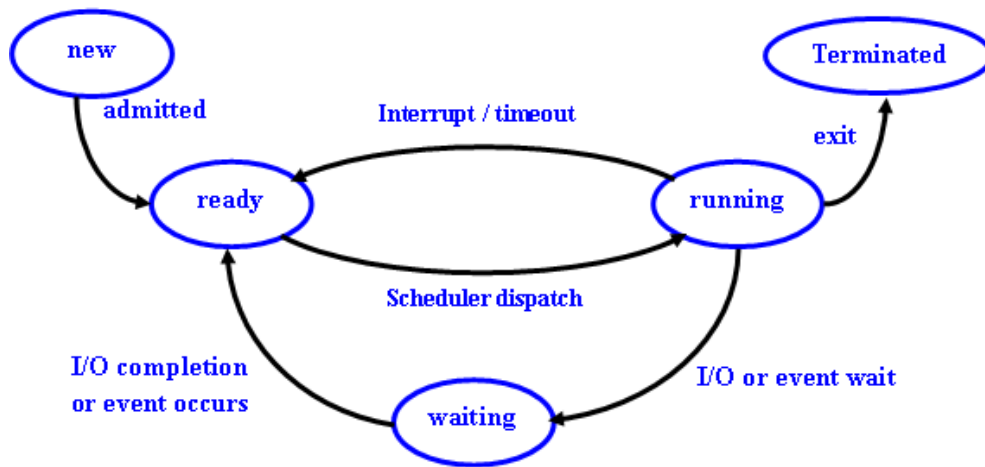 new
Terminated
admitted
Interrupt / timeout
exit
ready
running
Scheduler dispatch
I/O completion
or event occurs
I/O or event wait
waiting